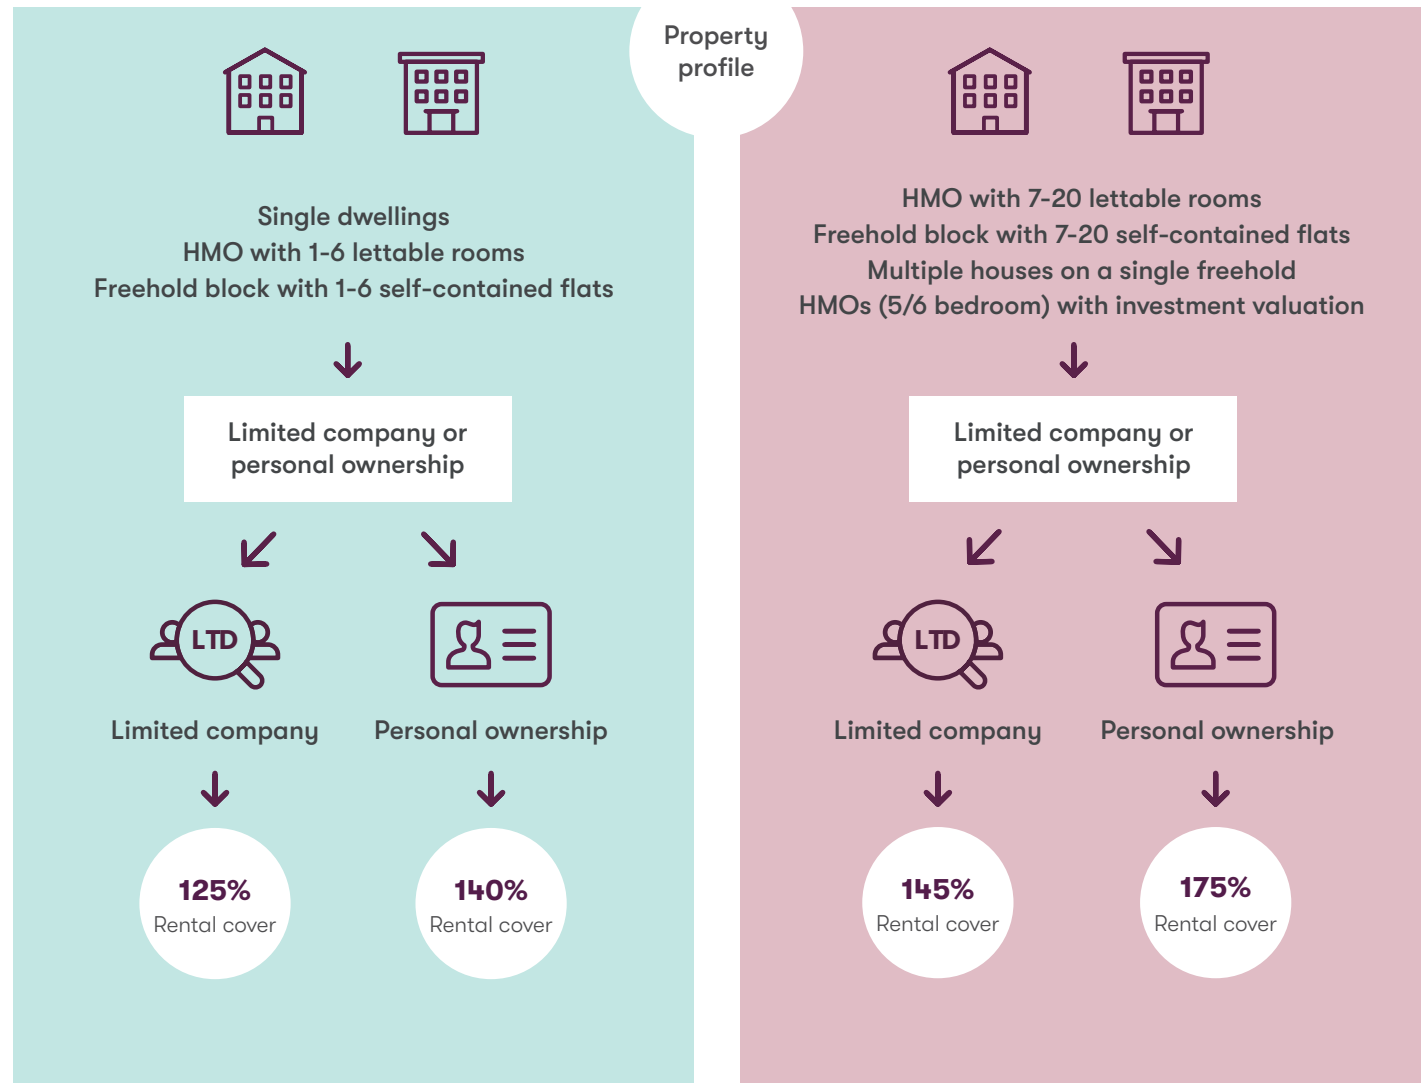 Property
profile
Single dwellings
HMO with 1-6 lettable rooms
Freehold block with 1-6 self-contained flats
Limited company or
personal ownership
LTD
Limited company
Personal ownership
125%
Rental cover
140%
Rental cover
HMO with 7-20 lettable rooms
Freehold block with 7-20 self-contained flats
Multiple houses on a single freehold
HMOs (5/6 bedroom) with investment valuation
Limited company or
personal ownership
LTD
Limited company
Personal ownership
145%
Rental cover
175%
Rental cover